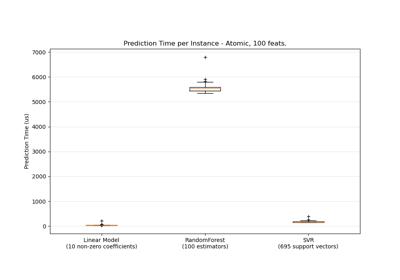 Prediction Time per Instance - Atomic, 100 feats.
7000
6000
5000
4000
3000
2000
1000
0
Prediction Time (us)
Linear Model
(10 non-zero coefficients)
RandomForest
(100 estimators)
SVR
(695 support vectors)